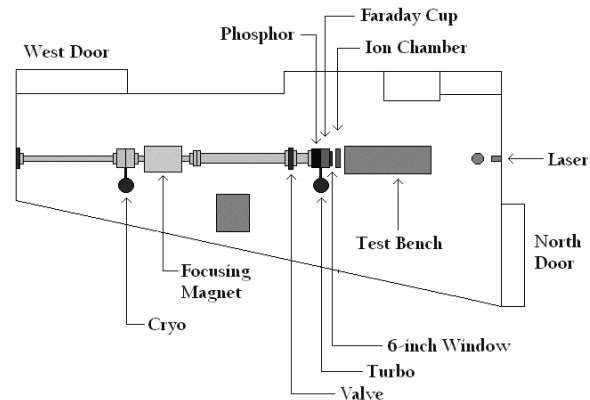 Faraday Cup
Phosphor
Ion Chamber
West Door
Laser
Test Bench
North
Door
Focusing
Magnet
Cryo
6-inch Window
Turbo
Valve